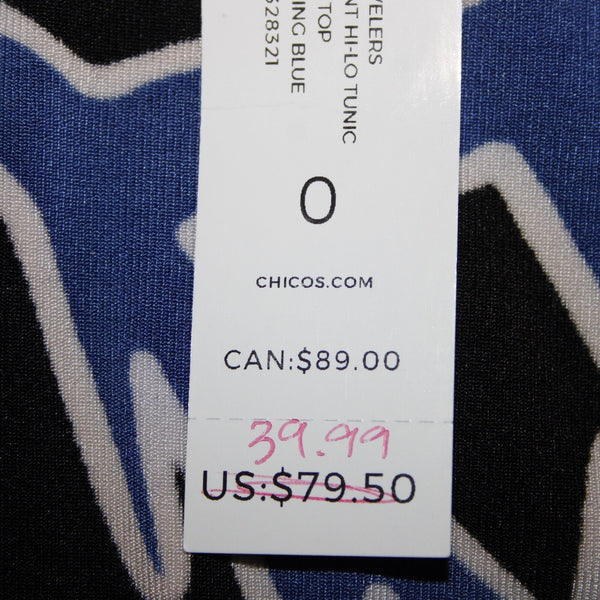 VELERS
NT HI-LO TUNIC
TOP
ING BLUE
628321
0
CHICOS.COM
CAN:$89.00
39.99
US:$79.50